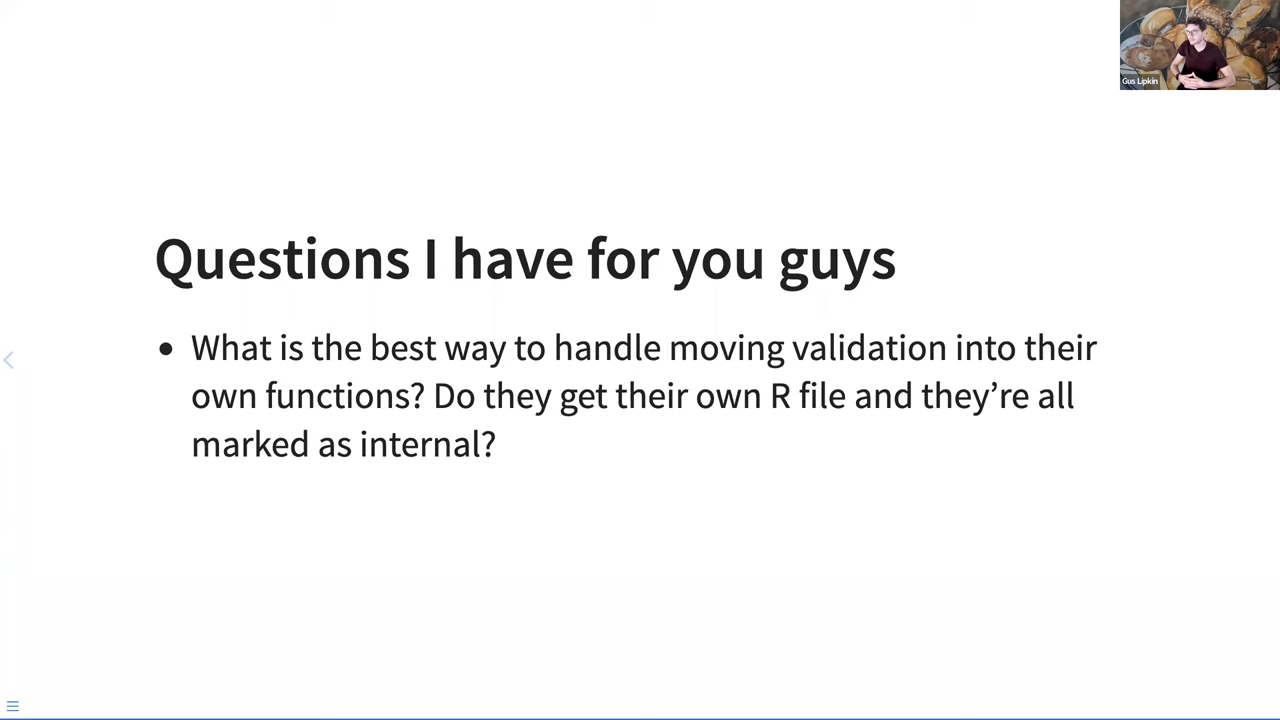 Gus Lipkin
Questions I have for you guys
• What is the best way to handle moving validation into their
own functions? Do they get their own R file and they’re all
marked as internal?